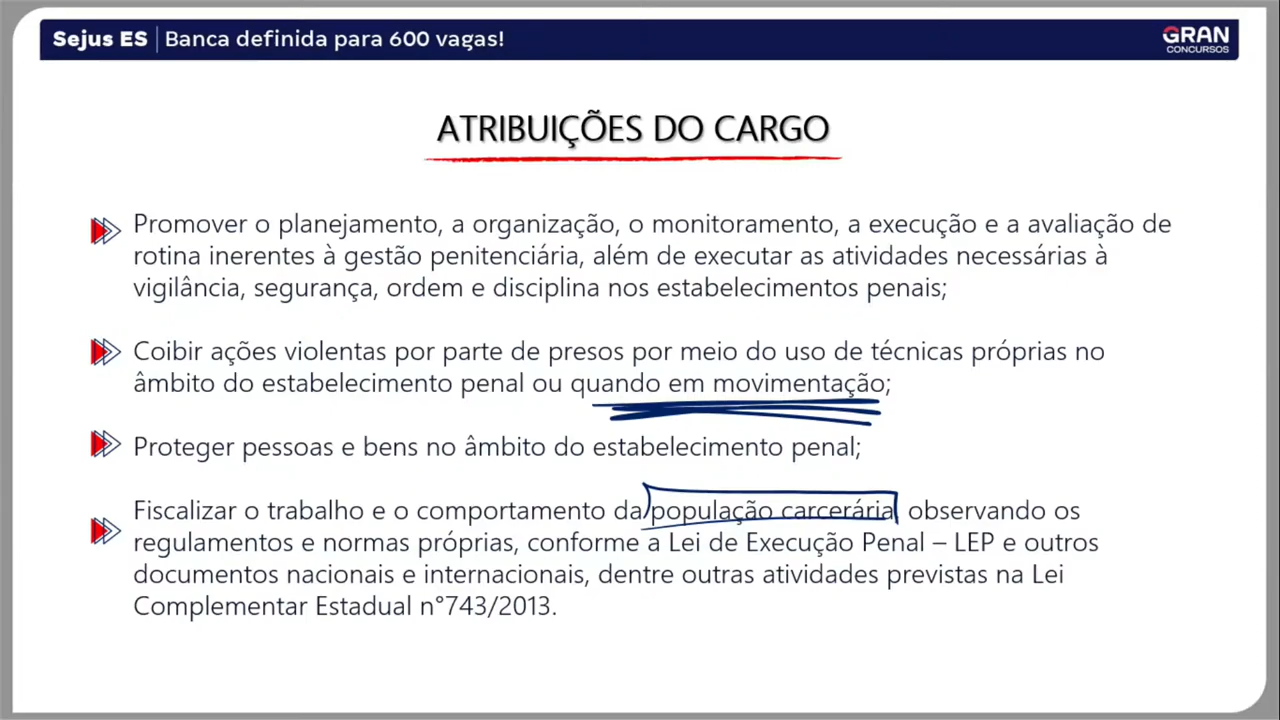 Sejus ES | Banca definida para 600 vagas!
GRAN
CONCURSOS
ATRIBUIÇÕES DO CARGO
Promover o planejamento, a organização, o monitoramento, a execução e a avaliação de
rotina inerentes à gestão penitenciária, além de executar as atividades necessárias à
vigilância, segurança, ordem e disciplina nos estabelecimentos penais;
Coibir ações violentas por parte de presos por meio do uso de técnicas próprias no
âmbito do estabelecimento penal ou quando em movimentação;
Proteger pessoas e bens no âmbito do estabelecimento penal;
Fiscalizar o trabalho e o comportamento da população carcerária, observando os
regulamentos e normas próprias, conforme a Lei de Execução Penal – LEP e outros
documentos nacionais e internacionais, dentre outras atividades previstas na Lei
Complementar Estadual n°743/2013.